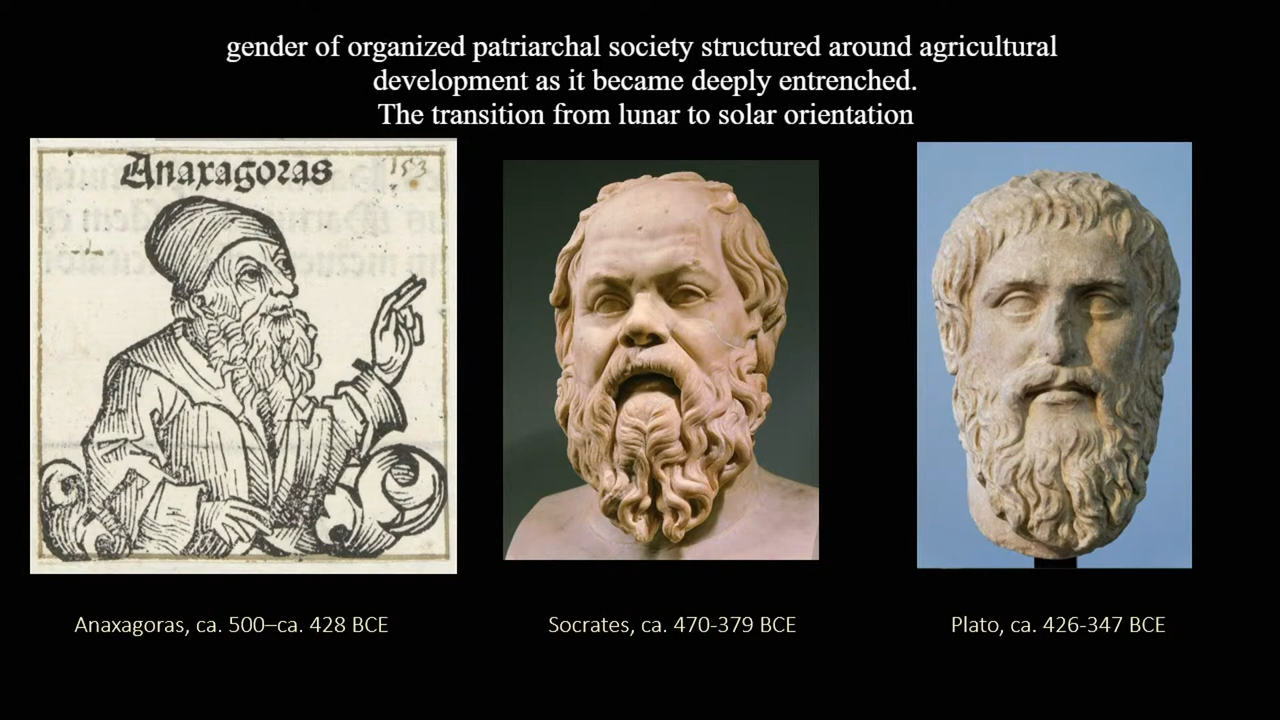 gender of organized patriarchal society structured around agricultural
development as it became deeply entrenched.
The transition from lunar to solar orientation
Anaxagoras
153
Anaxagoras, ca. 500–ca. 428 BCE
Socrates, ca. 470-379 BCE
Plato, ca. 426-347 BCE